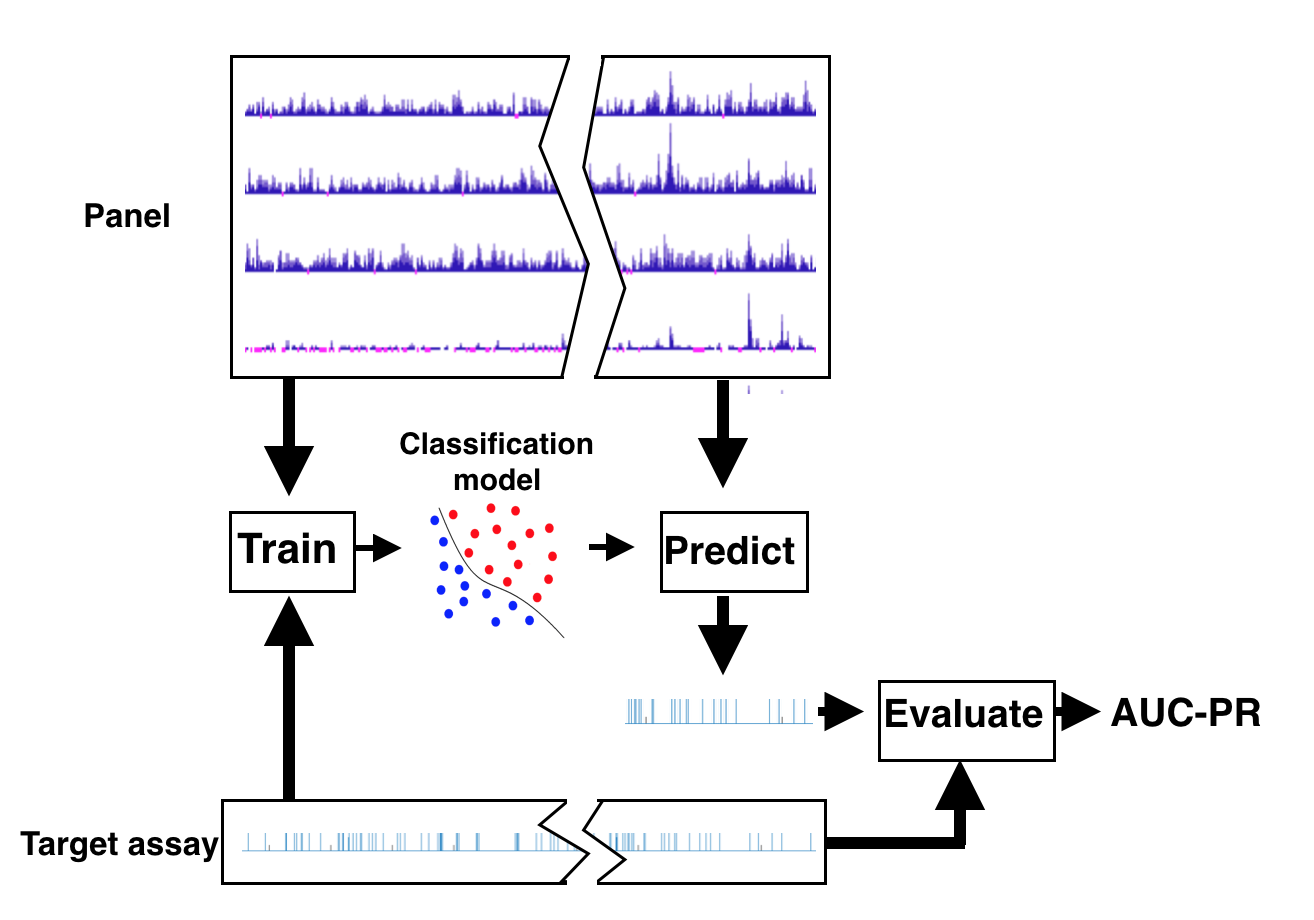 Panel
Classification
model
Train
Predict
Evaluate
AUC-PR
Target assay